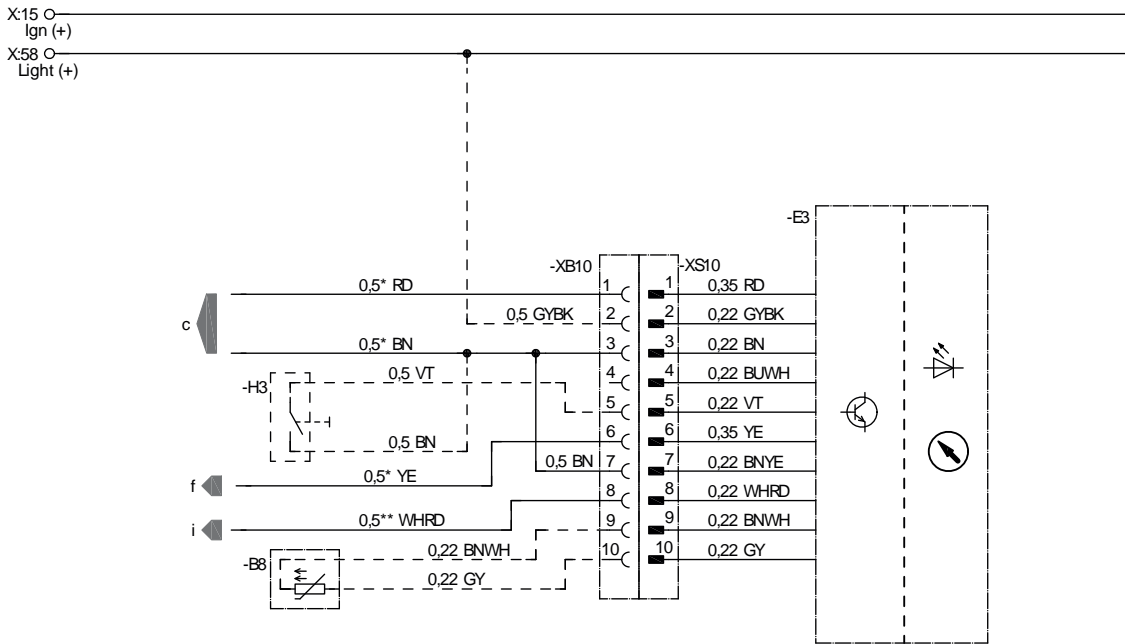 X:15
Ign (+)
X:58
Light (+)
-E3
-XB10 -XS10
0,5* RD 1 1 0,35 RD
0,5 GYBK 2 2 0,22 GYBK
c
0,5* BN 3 3 0,22 BN
-H3 0,5 VT 4 4 0,22 BUWH
5 5 0,22 VT
0,5 BN 6 6 0,35 YE
f 0,5* YE 0,5 BN 7 7 0,22 BNYE
8 8 0,22 WHRD
i 0,5** WHRD 9 9 0,22 BNWH
-B8 0,22 BNWH 10 10 0,22 GY
0,22 GY